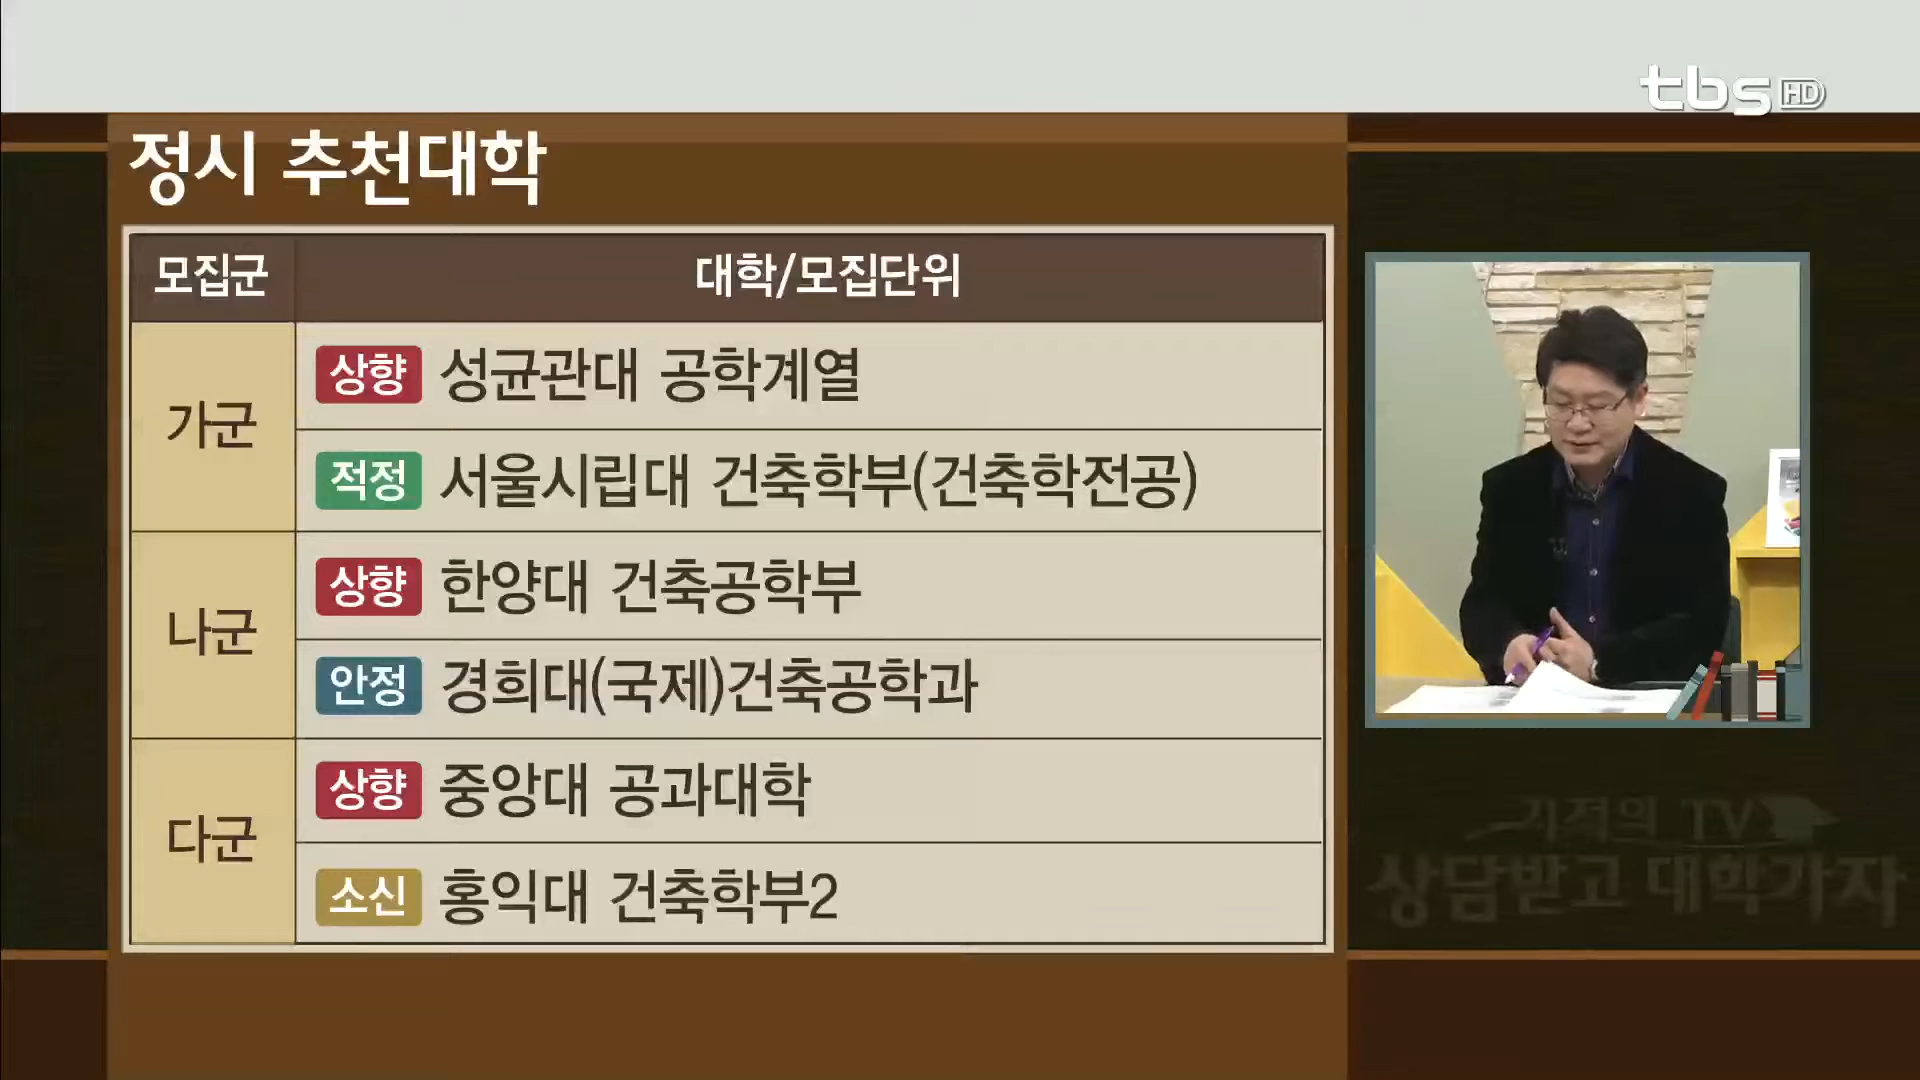 tbs HD
정시 추천대학
모집군 대학/모집단위
가군
상향 성균관대 공학계열
적정 서울시립대 건축학부(건축학전공)
나군
상향 한양대 건축공학부
안정 경희대(국제)건축공학과
다군
상향 중앙대 공과대학
소신 홍익대 건축학부2
기적의 TV
상담받고 대학가자